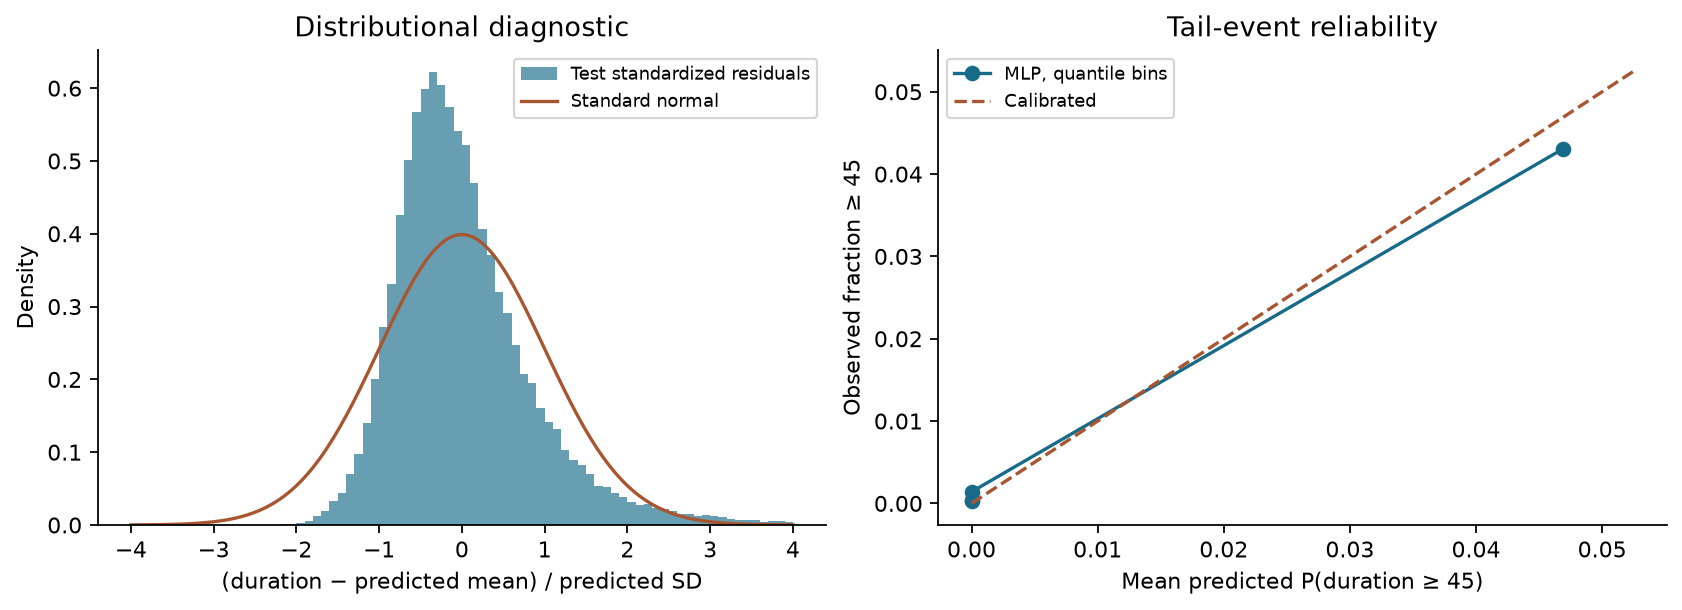 Distributional diagnostic
Test standardized residuals
Standard normal
Density
0.6
0.5
0.4
0.3
0.2
0.1
0.0
−4 −3 −2 −1 0 1 2 3 4
(duration − predicted mean) / predicted SD
Tail-event reliability
MLP, quantile bins
Calibrated
Observed fraction ≥ 45
0.05
0.04
0.03
0.02
0.01
0.00
0.00 0.01 0.02 0.03 0.04 0.05
Mean predicted P(duration ≥ 45)